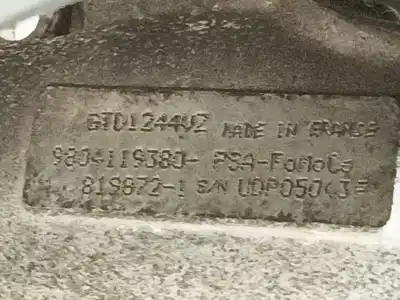 GTD1244VZ MADE IN FRANCE
9804119380- PSA-FoMoCo
819872-1 S/N